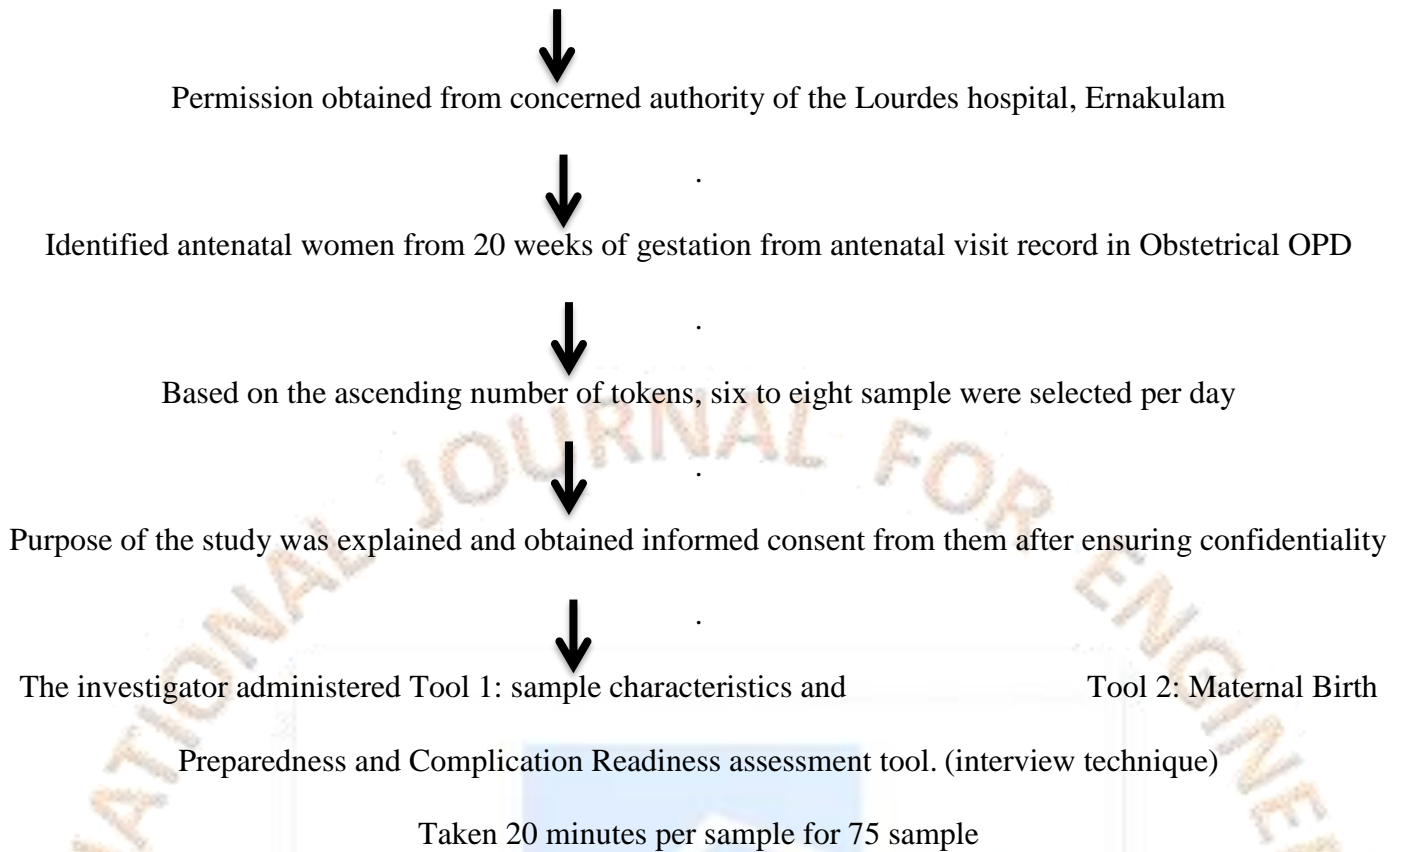 Permission obtained from concerned authority of the Lourdes hospital, Ernakulam
.
Identified antenatal women from 20 weeks of gestation from antenatal visit record in Obstetrical OPD
.
Based on the ascending number of tokens, six to eight sample were selected per day
.
Purpose of the study was explained and obtained informed consent from them after ensuring confidentiality
.
The investigator administered Tool 1: sample characteristics and Tool 2: Maternal Birth
Preparedness and Complication Readiness assessment tool. (interview technique)
Taken 20 minutes per sample for 75 sample
JOURNAL FOR